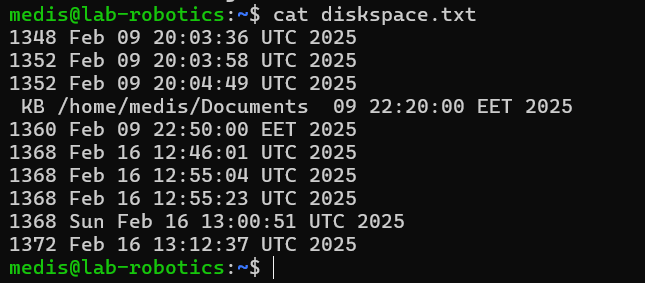 medis@lab-robotics:~$ cat diskspace.txt
1348 Feb 09 20:03:36 UTC 2025
1352 Feb 09 20:03:58 UTC 2025
1352 Feb 09 20:04:49 UTC 2025
 KB /home/medis/Documents  09 22:20:00 EET 2025
1360 Feb 09 22:50:00 EET 2025
1368 Feb 16 12:46:01 UTC 2025
1368 Feb 16 12:55:04 UTC 2025
1368 Feb 16 12:55:23 UTC 2025
1368 Sun Feb 16 13:00:51 UTC 2025
1372 Feb 16 13:12:37 UTC 2025
medis@lab-robotics:~$